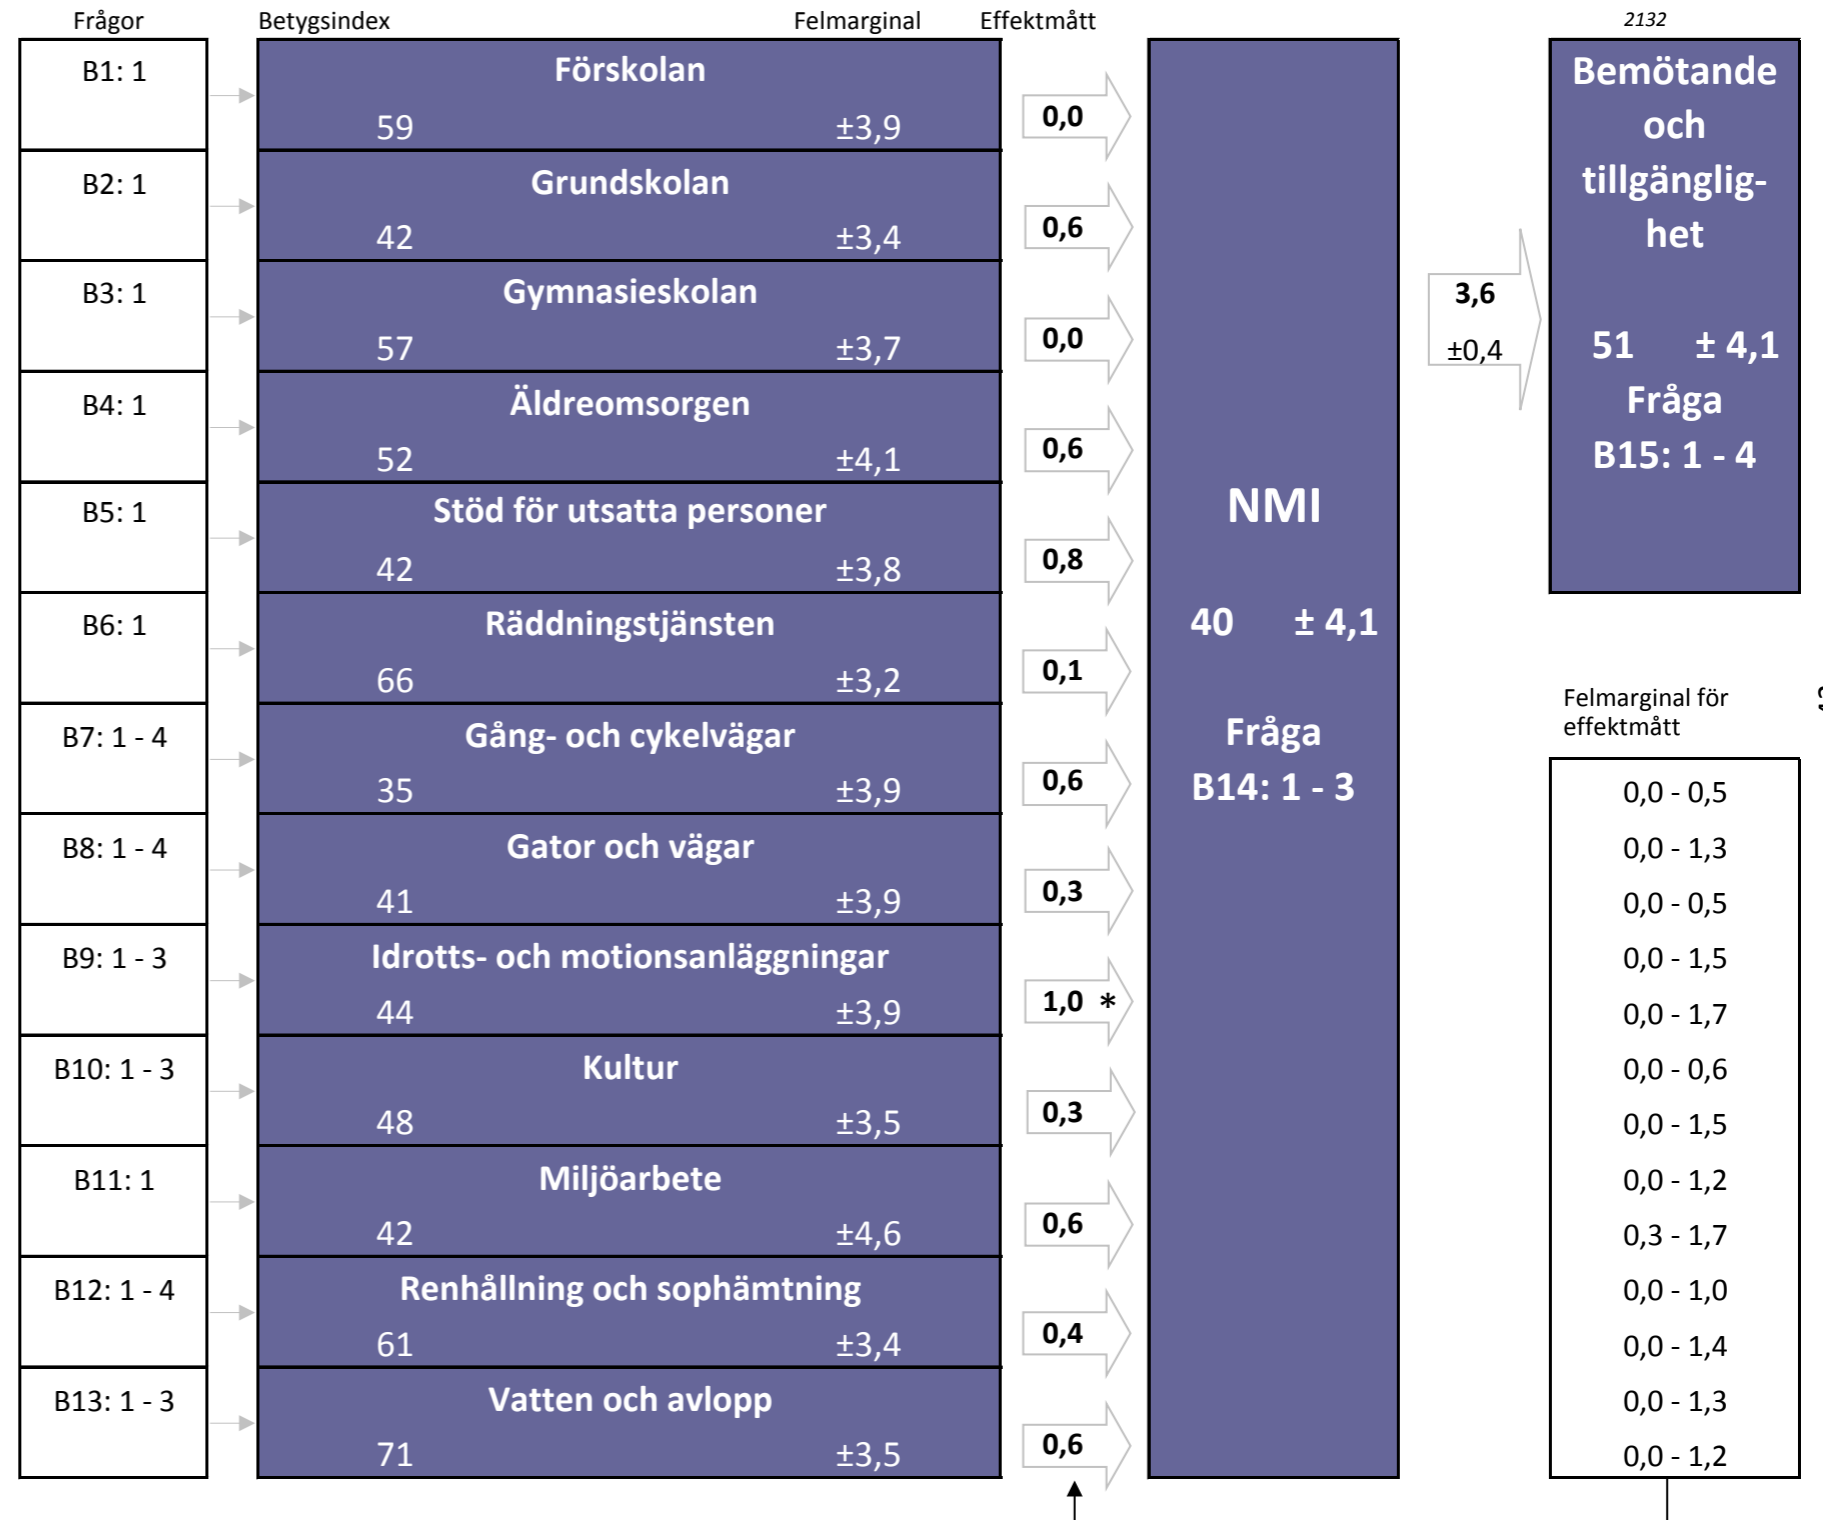 Frågor Betygsindex Felmarginal Effektmått 2132
B1: 1
Förskolan
59 ±3,9
0,0
B2: 1
Grundskolan
42 ±3,4
0,6
B3: 1
Gymnasieskolan
57 ±3,7
0,0
B4: 1
Äldreomsorgen
52 ±4,1
0,6
B5: 1
Stöd för utsatta personer
42 ±3,8
0,8
B6: 1
Räddningstjänsten
66 ±3,2
0,1
B7: 1 - 4
Gång- och cykelvägar
35 ±3,9
0,6
B8: 1 - 4
Gator och vägar
41 ±3,9
0,3
B9: 1 - 3
Idrotts- och motionsanläggningar
44 ±3,9
1,0 *
B10: 1 - 3
Kultur
48 ±3,5
0,3
B11: 1
Miljöarbete
42 ±4,6
0,6
B12: 1 - 4
Renhållning och sophämtning
61 ±3,4
0,4
B13: 1 - 3
Vatten och avlopp
71 ±3,5
0,6
NMI
40 ± 4,1
Fråga
B14: 1 - 3
3,6
±0,4
Bemötande
och
tillgänglig-
het
51 ± 4,1
Fråga
B15: 1 - 4
Felmarginal för
effektmått
0,0 - 0,5
0,0 - 1,3
0,0 - 0,5
0,0 - 1,5
0,0 - 1,7
0,0 - 0,6
0,0 - 1,5
0,0 - 1,2
0,3 - 1,7
0,0 - 1,0
0,0 - 1,4
0,0 - 1,3
0,0 - 1,2